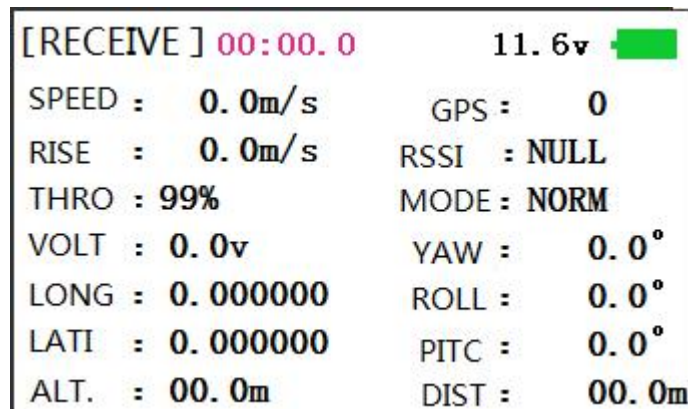 [RECEIVE] 00:00.0 11.6v
SPEED : 0.0m/s GPS : 0
RISE : 0.0m/s RSSI : NULL
THRO : 99% MODE : NORM
VOLT : 0.0v YAW : 0.0°
LONG : 0.000000 ROLL : 0.0°
LATI : 0.000000 PITC : 0.0°
ALT. : 00.0m DIST : 00.0m